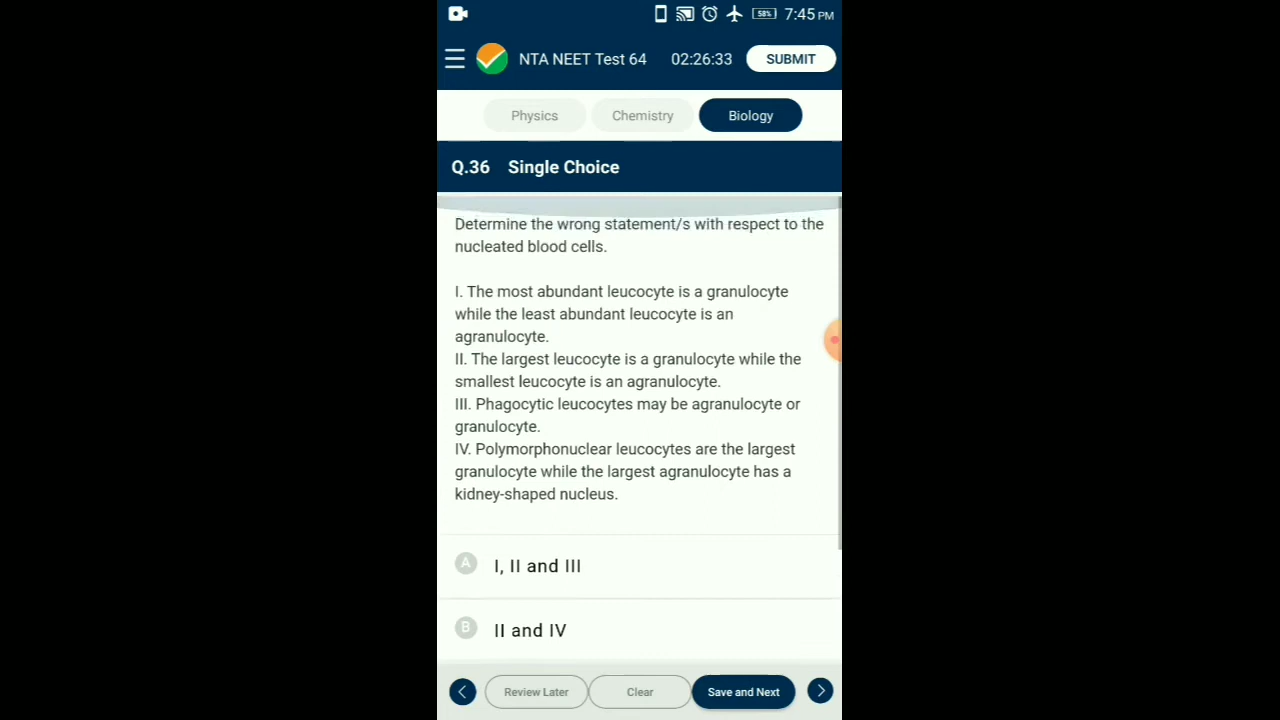 58% 7:45 PM
NTA NEET Test 64 02:26:33 SUBMIT
Physics Chemistry Biology
Q.36 Single Choice
Determine the wrong statement/s with respect to the
nucleated blood cells.
I. The most abundant leucocyte is a granulocyte
while the least abundant leucocyte is an
agranulocyte.
II. The largest leucocyte is a granulocyte while the
smallest leucocyte is an agranulocyte.
III. Phagocytic leucocytes may be agranulocyte or
granulocyte.
IV. Polymorphonuclear leucocytes are the largest
granulocyte while the largest agranulocyte has a
kidney-shaped nucleus.
A I, II and III
B II and IV
Review Later Clear Save and Next